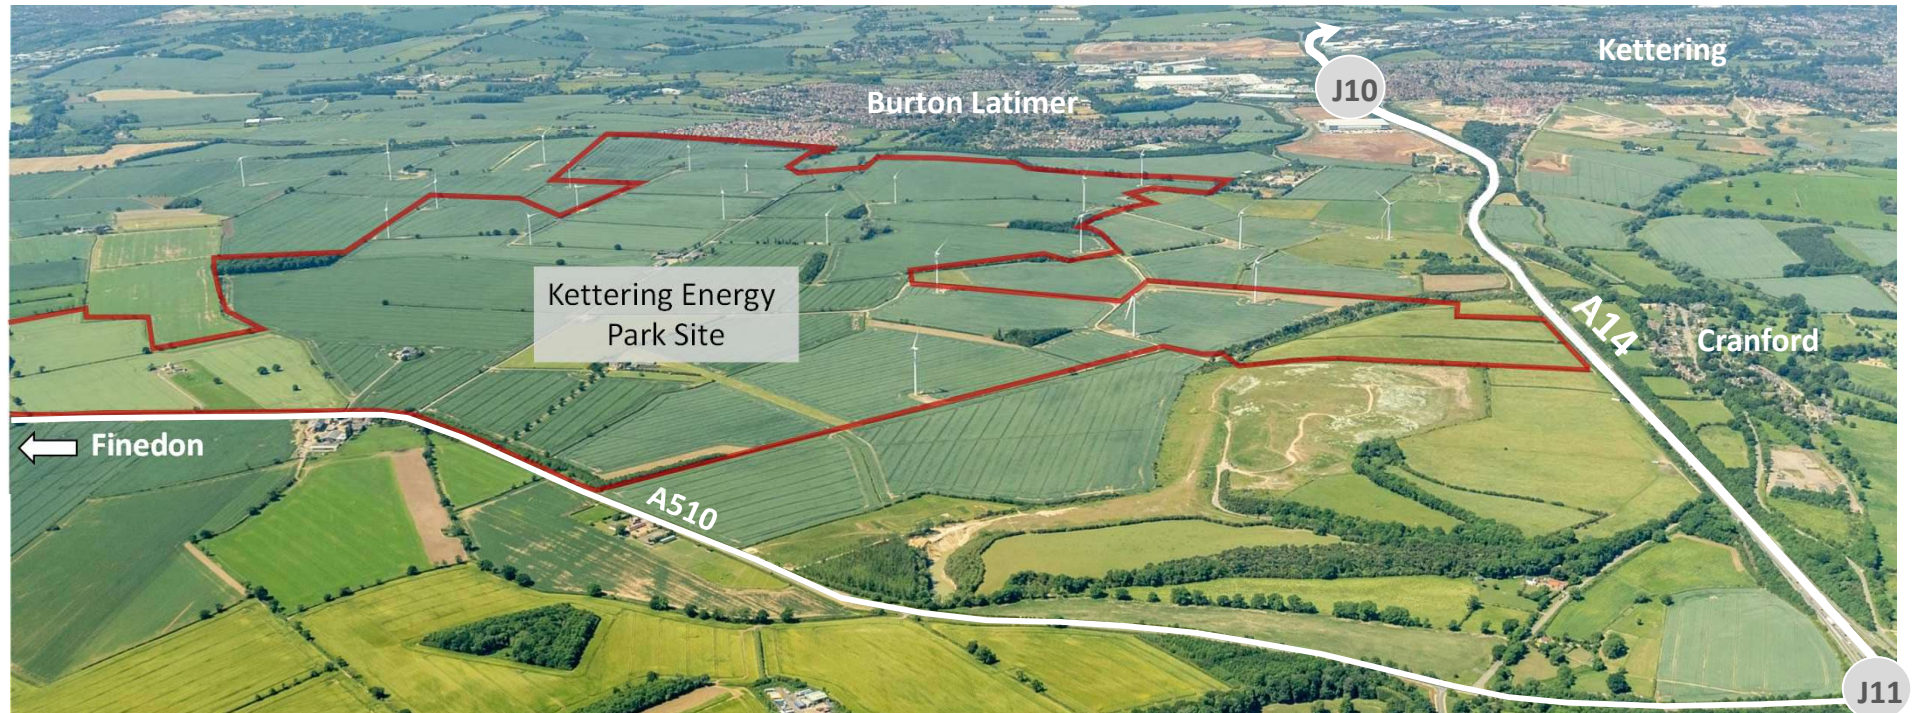 Kettering
J10
Burton Latimer
Kettering Energy
Park Site
A14
Cranford
Finedon
A510
J11